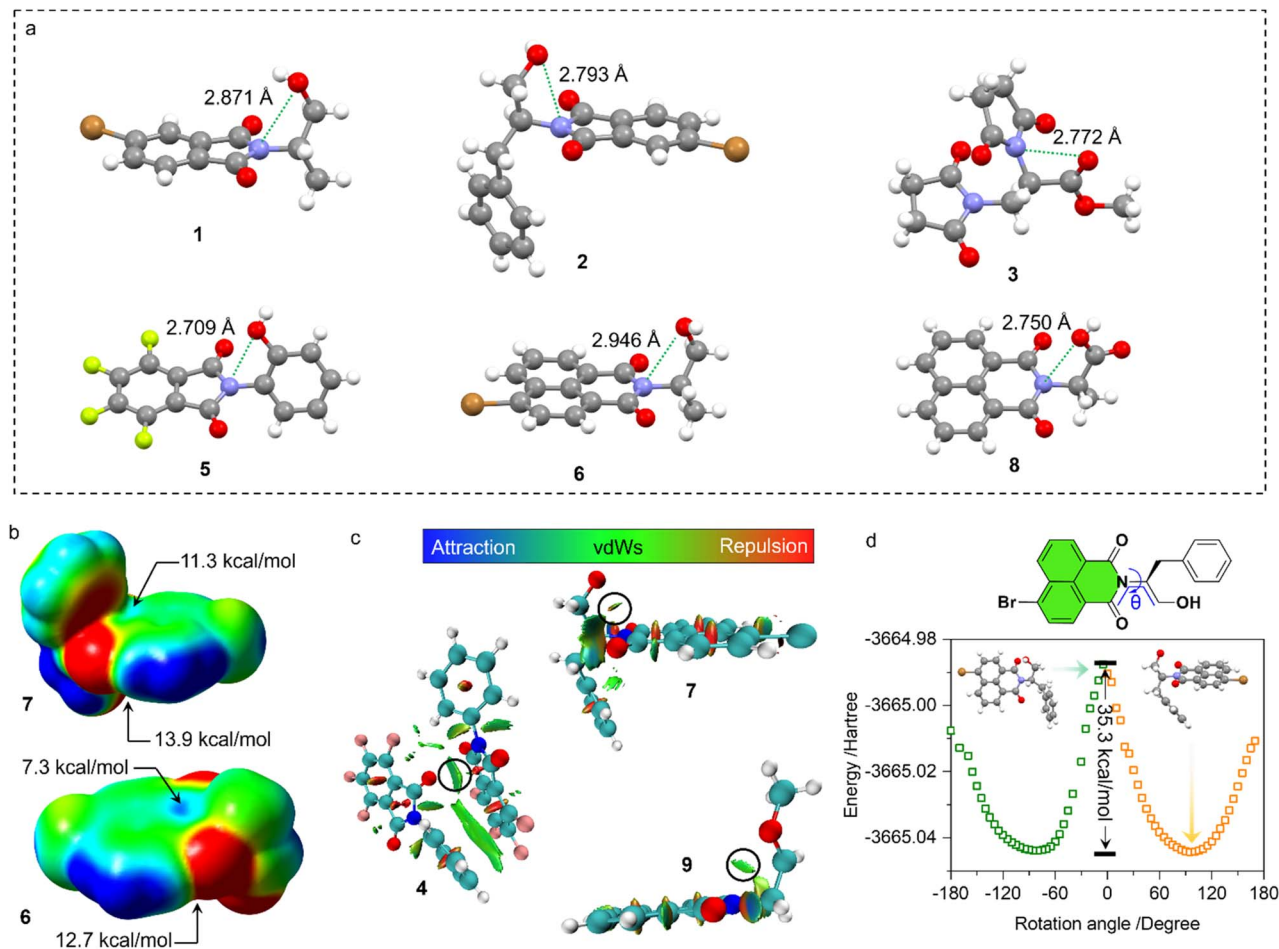 a
2.871 Å
1
2.793 Å
2
2.772 Å
3
2.709 Å
5
2.946 Å
6
2.750 Å
8
b
11.3 kcal/mol
7
13.9 kcal/mol
7.3 kcal/mol
6
12.7 kcal/mol
c
Attraction vdWs Repulsion
7
4
9
d
O
N
θ
Br
OH
O
-3664.98
-3665.00
-3665.02
-3665.04
Energy /Hartree
35.3 kcal/mol
-180 -120 -60 0 60 120 180
Rotation angle /Degree